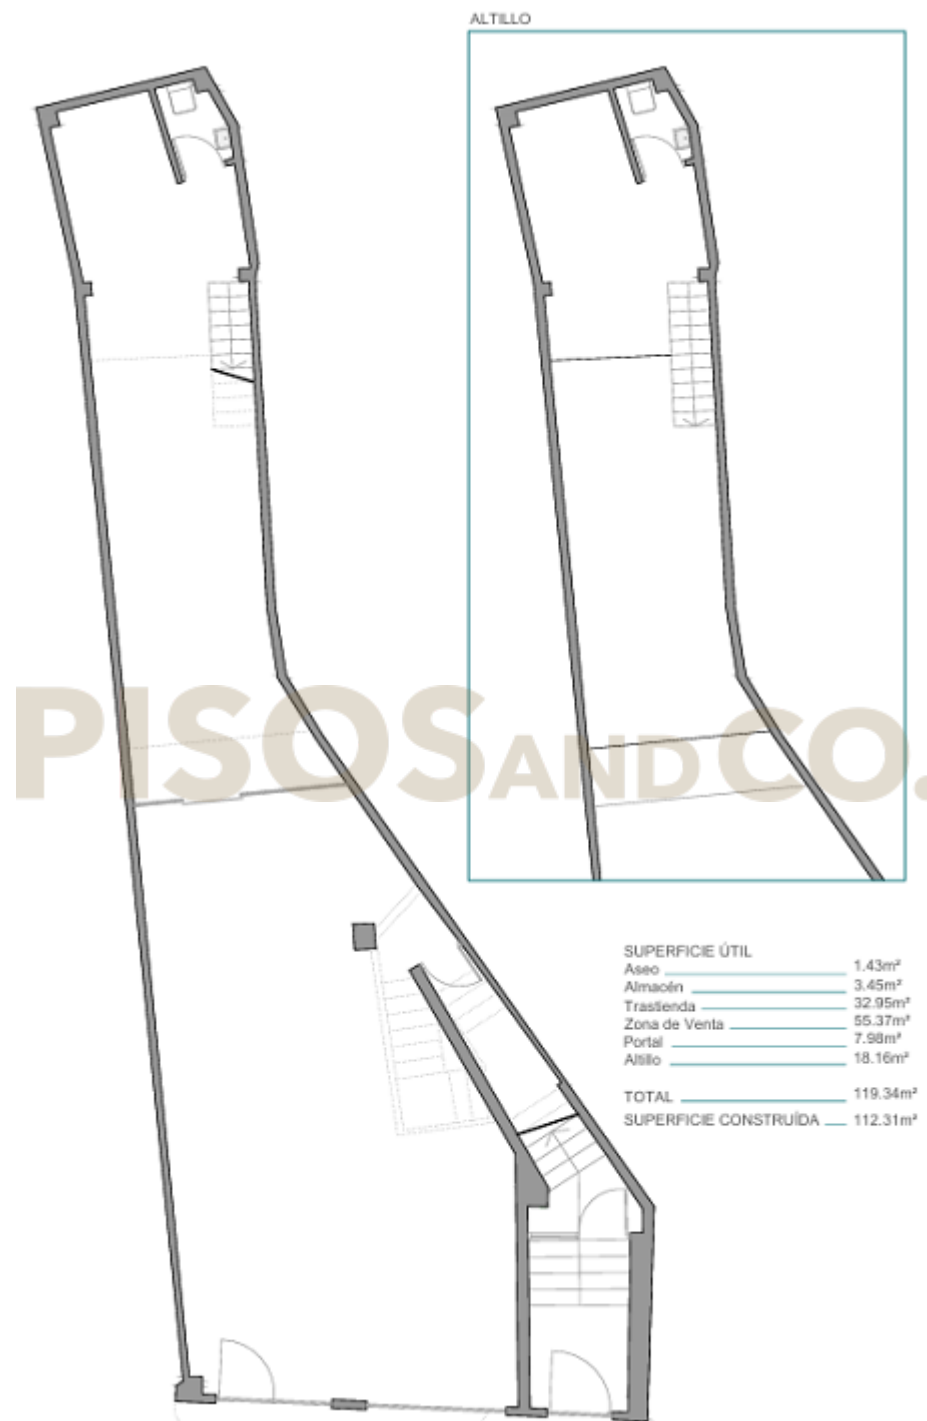 ALTILLO
PISOS AND CO.
SUPERFICIE ÚTIL
Aseo 1.43m²
Almacén 3.45m²
Trastienda 32.95m²
Zona de Venta 55.37m²
Portal 7.98m²
Altillo 18.16m²
TOTAL 119.34m²
SUPERFICIE CONSTRUÍDA 112.31m²